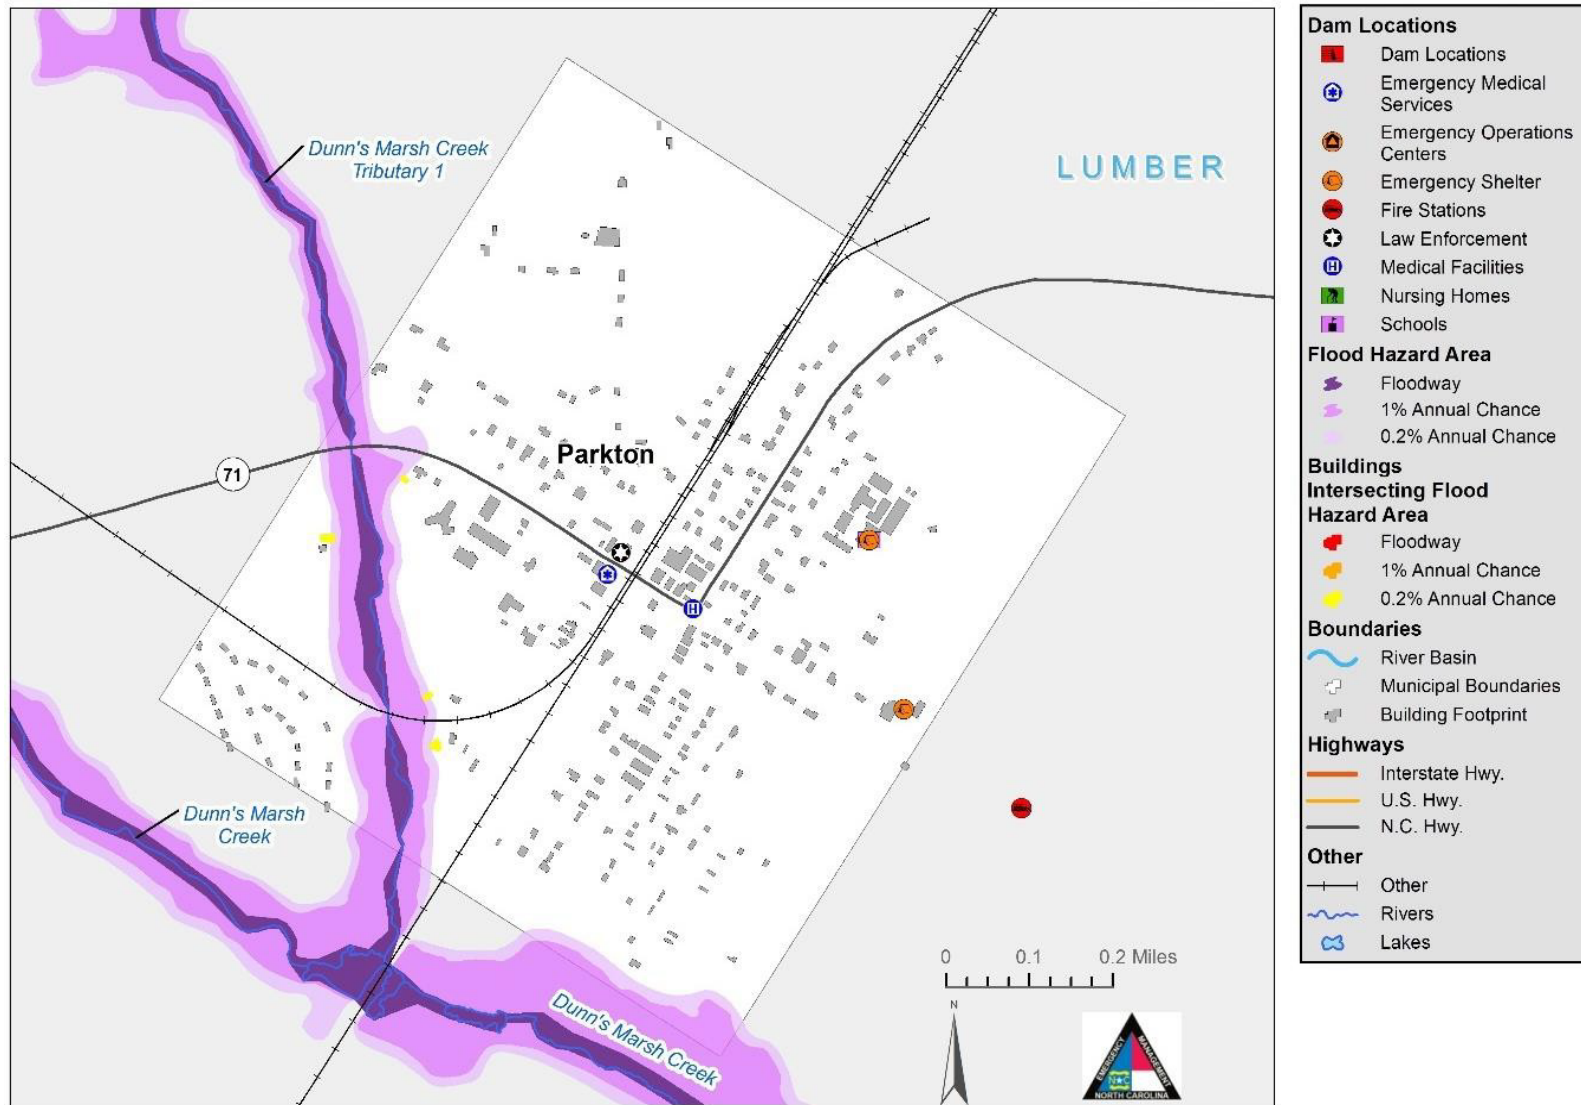 Dunn's Marsh Creek
Tributary 1
LUMBER
Parkton
71
Dunn's Marsh
Creek
Dunn's Marsh Creek
0 0.1 0.2 Miles
N
EMERGENCY
MANAGEMENT
NORTH CAROLINA
N C
Dam Locations
Dam Locations
Emergency Medical
Services
Emergency Operations
Centers
Emergency Shelter
Fire Stations
Law Enforcement
H Medical Facilities
Nursing Homes
Schools
Flood Hazard Area
Floodway
1% Annual Chance
0.2% Annual Chance
Buildings
Intersecting Flood
Hazard Area
Floodway
1% Annual Chance
0.2% Annual Chance
Boundaries
River Basin
Municipal Boundaries
Building Footprint
Highways
Interstate Hwy.
U.S. Hwy.
N.C. Hwy.
Other
Other
Rivers
Lakes
H